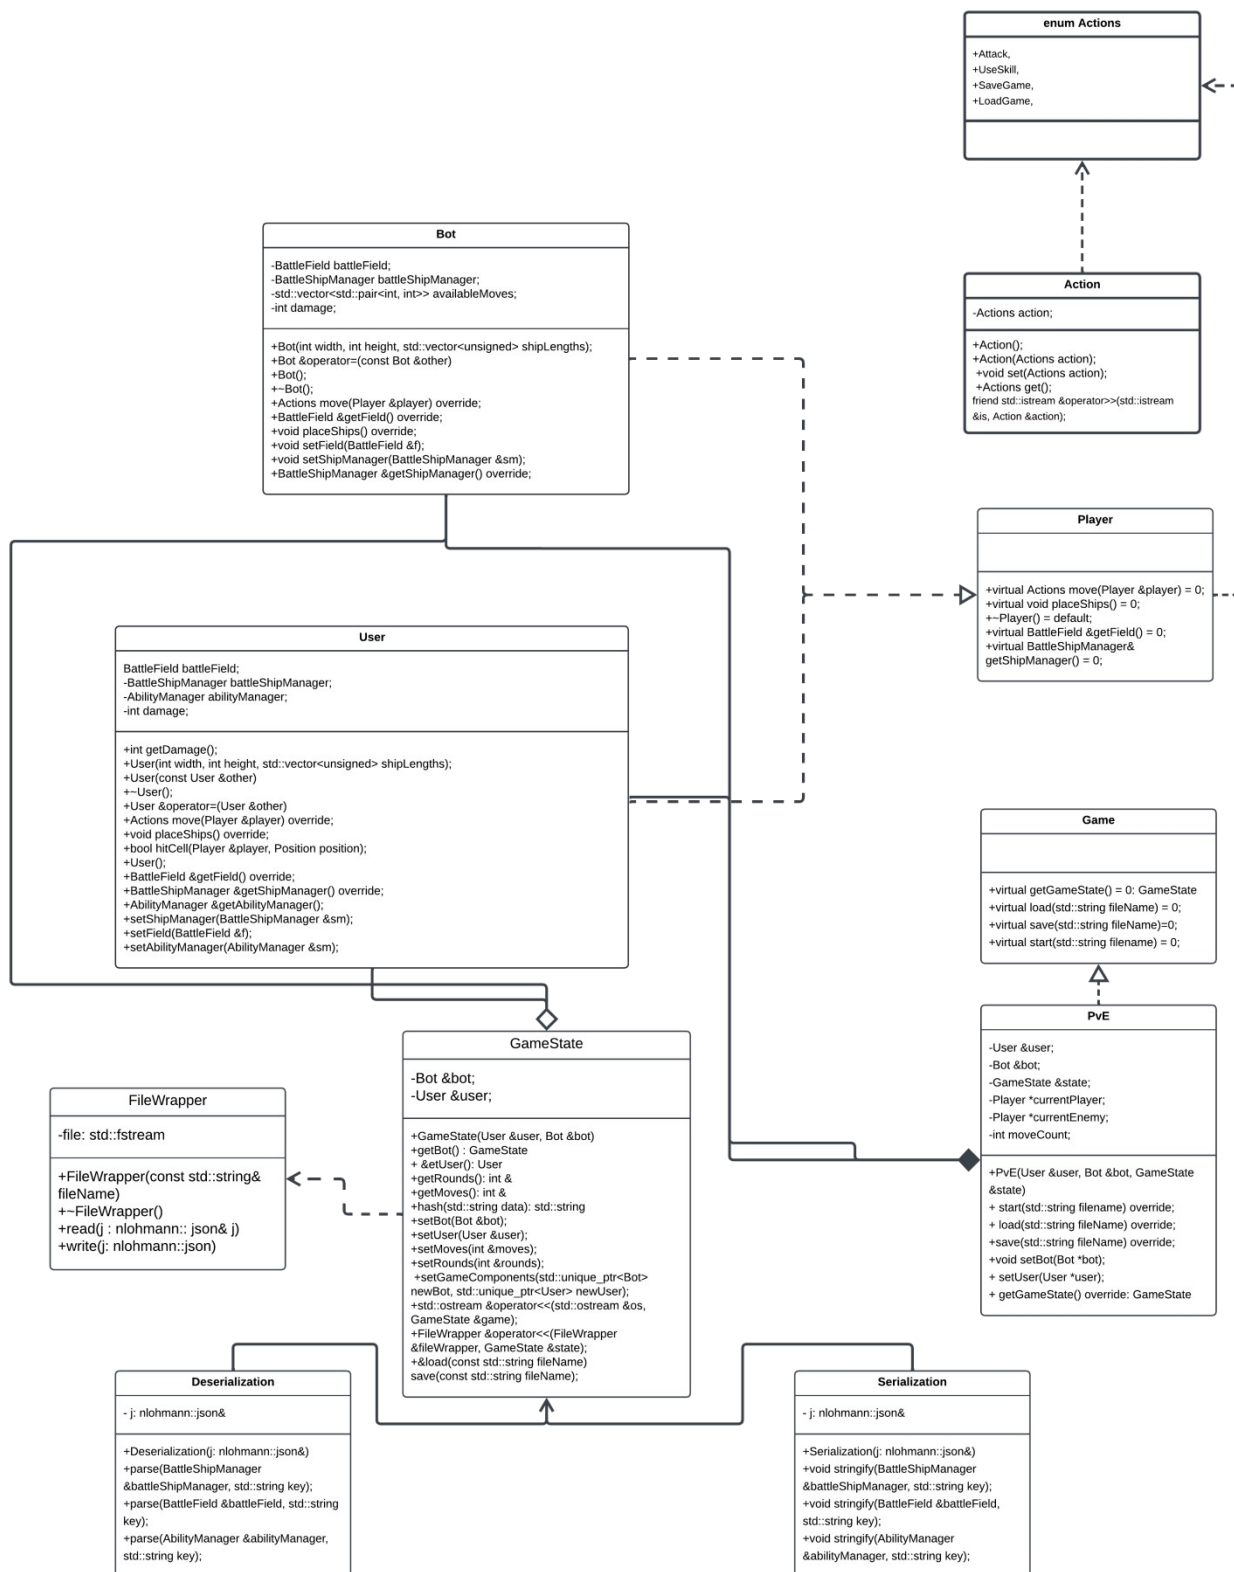 enum Actions
+Attack,
+UseSkill,
+SaveGame,
+LoadGame,
Bot
-BattleField battleField;
-BattleShipManager battleShipManager;
-std::vector<std::pair<int, int>> availableMoves;
-int damage;
+Bot(int width, int height, std::vector<unsigned> shipLengths);
+Bot &operator=(const Bot &other)
+Bot();
+~Bot();
+Actions move(Player &player) override;
+BattleField &getField() override;
+void placeShips() override;
+void setField(BattleField &f);
+void setShipManager(BattleShipManager &sm);
+BattleShipManager &getShipManager() override;
Action
-Actions action;
+Action();
+Action(Actions action);
+void set(Actions action);
+Actions get();
friend std::istream &operator>>(std::istream
&is, Action &action);
Player
+virtual Actions move(Player &player) = 0;
+virtual void placeShips() = 0;
+~Player() = default;
+virtual BattleField &getField() = 0;
+virtual BattleShipManager&
getShipManager() = 0;
User
BattleField battleField;
-BattleShipManager battleShipManager;
-AbilityManager abilityManager;
-int damage;
+int getDamage();
+User(int width, int height, std::vector<unsigned> shipLengths);
+User(const User &other)
+~User();
+User &operator=(User &other)
+Actions move(Player &player) override;
+void placeShips() override;
+bool hitCell(Player &player, Position position);
+User();
+BattleField &getField() override;
+BattleShipManager &getShipManager() override;
+AbilityManager &getAbilityManager();
+setShipManager(BattleShipManager &sm);
+setField(BattleField &f);
+setAbilityManager(AbilityManager &sm);
Game
+virtual getGameState() = 0: GameState
+virtual load(std::string fileName) = 0;
+virtual save(std::string fileName)=0;
+virtual start(std::string filename) = 0;
PvE
-User &user;
-Bot &bot;
-GameState &state;
-Player *currentPlayer;
-Player *currentEnemy;
-int moveCount;
+PvE(User &user, Bot &bot, GameState
&state)
+ start(std::string filename) override;
+ load(std::string fileName) override;
+save(std::string fileName) override;
+void setBot(Bot *bot);
+ setUser(User *user);
+ getGameState() override: GameState
GameState
-Bot &bot;
-User &user;
+GameState(User &user, Bot &bot)
+getBot() : GameState
+ &etUser(): User
+getRounds(): int &
+getMoves(): int &
+hash(std::string data): std::string
+setBot(Bot &bot);
+setUser(User &user);
+setMoves(int &moves);
+setRounds(int &rounds);
+setGameComponents(std::unique_ptr<Bot>
newBot, std::unique_ptr<User> newUser);
+std::ostream &operator<<(std::ostream &os,
GameState &game);
+FileWrapper &operator<<(FileWrapper
&fileWrapper, GameState &state);
+&load(const std::string fileName)
save(const std::string fileName);
FileWrapper
-file: std::fstream
+FileWrapper(const std::string&
fileName)
+~FileWrapper()
+read(j : nlohmann:: json& j)
+write(j: nlohmann::json)
Deserialization
- j: nlohmann::json&
+Deserialization(j: nlohmann::json&)
+parse(BattleShipManager
&battleShipManager, std::string key);
+parse(BattleField &battleField, std::string
key);
+parse(AbilityManager &abilityManager,
std::string key);
Serialization
- j: nlohmann::json&
+Serialization(j: nlohmann::json&)
+void stringify(BattleShipManager
&battleShipManager, std::string key);
+void stringify(BattleField &battleField,
std::string key);
+void stringify(AbilityManager
&abilityManager, std::string key);